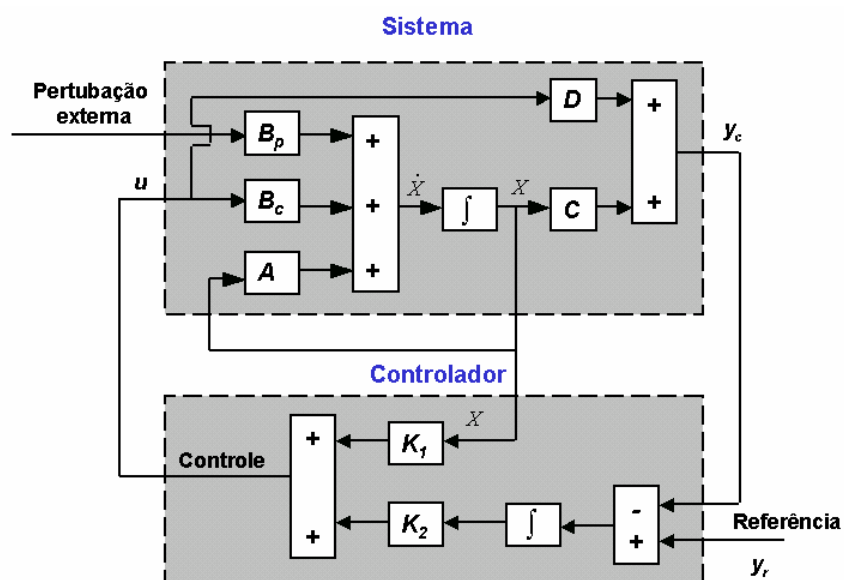 Sistema
Pertubação
externa
u
B_p
B_c
A
+
+
+
Ẋ
∫
X
D
C
+
+
y_c
Controlador
Controle
+
+
K_1
X
K_2
∫
-
+
Referência
y_r